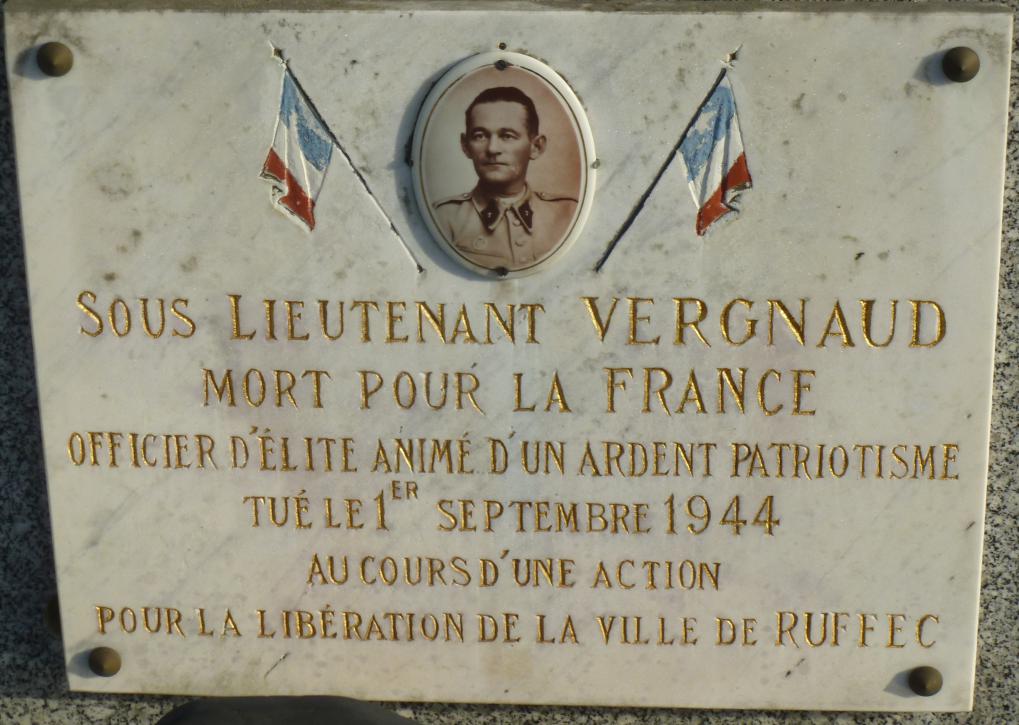 SOUS LIEUTENANT VERGNAUD
MORT POUR LA FRANCE
OFFICIER D'ÉLITE ANIMÉ D'UN ARDENT PATRIOTISME
TUÉ LE 1ER SEPTEMBRE 1944
AU COURS D'UNE ACTION
POUR LA LIBÉRATION DE LA VILLE DE RUFFEC